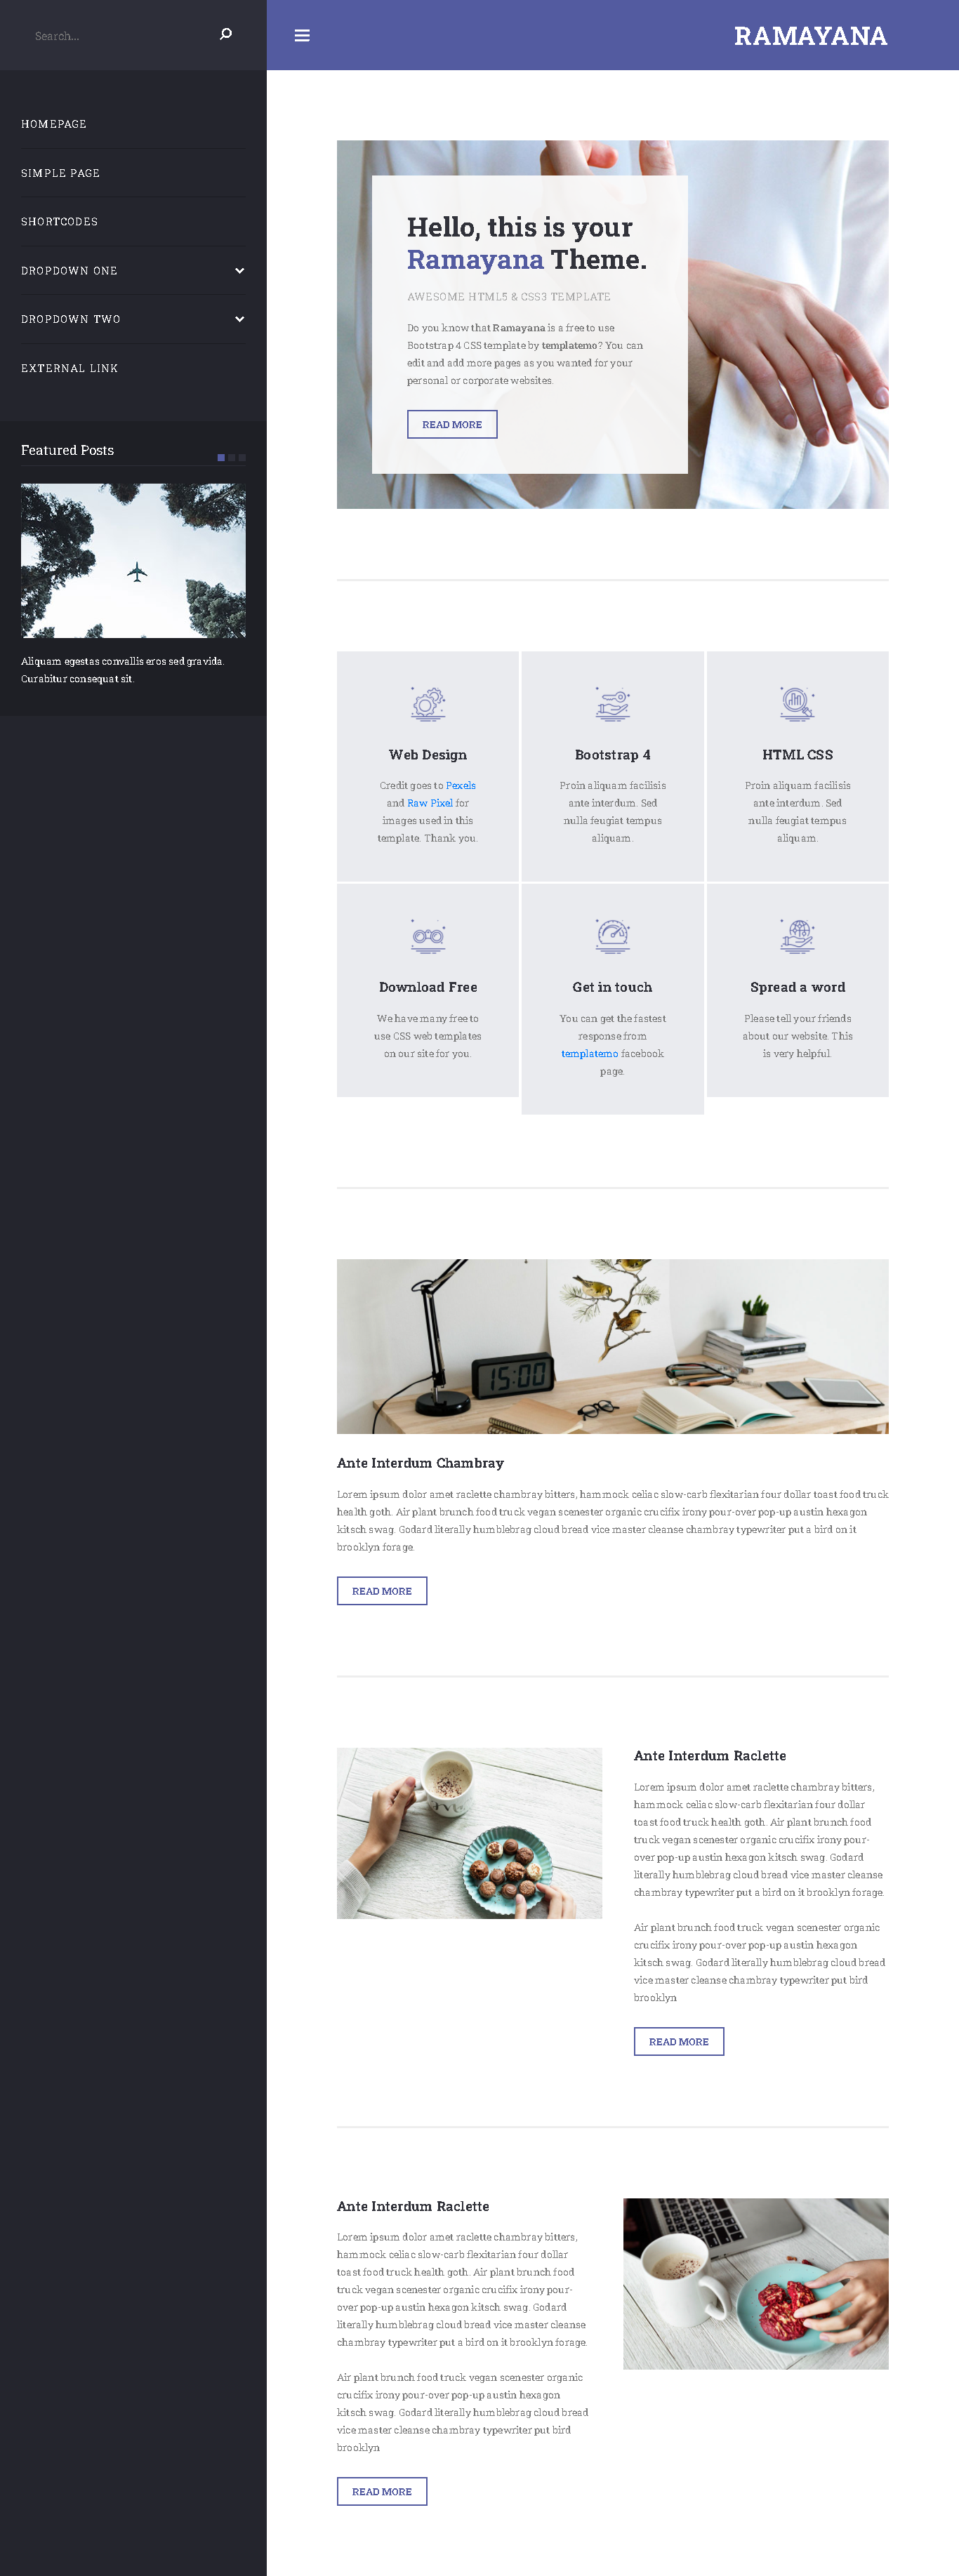 Search...
RAMAYANA
HOMEPAGE
SIMPLE PAGE
SHORTCODES
DROPDOWN ONE
DROPDOWN TWO
EXTERNAL LINK
Featured Posts
Aliquam egestas convallis eros sed gravida.
Curabitur consequat sit.
Hello, this is your
Ramayana Theme.
AWESOME HTML5 & CSS3 TEMPLATE
Do you know that Ramayana is a free to use
Bootstrap 4 CSS template by templatemo? You can
edit and add more pages as you wanted for your
personal or corporate websites.
READ MORE
Web Design
Credit goes to Pexels
and Raw Pixel for
images used in this
template. Thank you.
Bootstrap 4
Proin aliquam facilisis
ante interdum. Sed
nulla feugiat tempus
aliquam.
HTML CSS
Proin aliquam facilisis
ante interdum. Sed
nulla feugiat tempus
aliquam.
Download Free
We have many free to
use CSS web templates
on our site for you.
Get in touch
You can get the fastest
response from
templatemo facebook
page.
Spread a word
Please tell your friends
about our website. This
is very helpful.
15:00
Ante Interdum Chambray
Lorem ipsum dolor amet raclette chambray bitters, hammock celiac slow-carb flexitarian four dollar toast food truck
health goth. Air plant brunch food truck vegan scenester organic crucifix irony pour-over pop-up austin hexagon
kitsch swag. Godard literally humblebrag cloud bread vice master cleanse chambray typewriter put a bird on it
brooklyn forage.
READ MORE
Ante Interdum Raclette
Lorem ipsum dolor amet raclette chambray bitters,
hammock celiac slow-carb flexitarian four dollar
toast food truck health goth. Air plant brunch food
truck vegan scenester organic crucifix irony pour-
over pop-up austin hexagon kitsch swag. Godard
literally humblebrag cloud bread vice master cleanse
chambray typewriter put a bird on it brooklyn forage.
Air plant brunch food truck vegan scenester organic
crucifix irony pour-over pop-up austin hexagon
kitsch swag. Godard literally humblebrag cloud bread
vice master cleanse chambray typewriter put bird
brooklyn
READ MORE
Ante Interdum Raclette
Lorem ipsum dolor amet raclette chambray bitters,
hammock celiac slow-carb flexitarian four dollar
toast food truck health goth. Air plant brunch food
truck vegan scenester organic crucifix irony pour-
over pop-up austin hexagon kitsch swag. Godard
literally humblebrag cloud bread vice master cleanse
chambray typewriter put a bird on it brooklyn forage.
Air plant brunch food truck vegan scenester organic
crucifix irony pour-over pop-up austin hexagon
kitsch swag. Godard literally humblebrag cloud bread
vice master cleanse chambray typewriter put bird
brooklyn
READ MORE